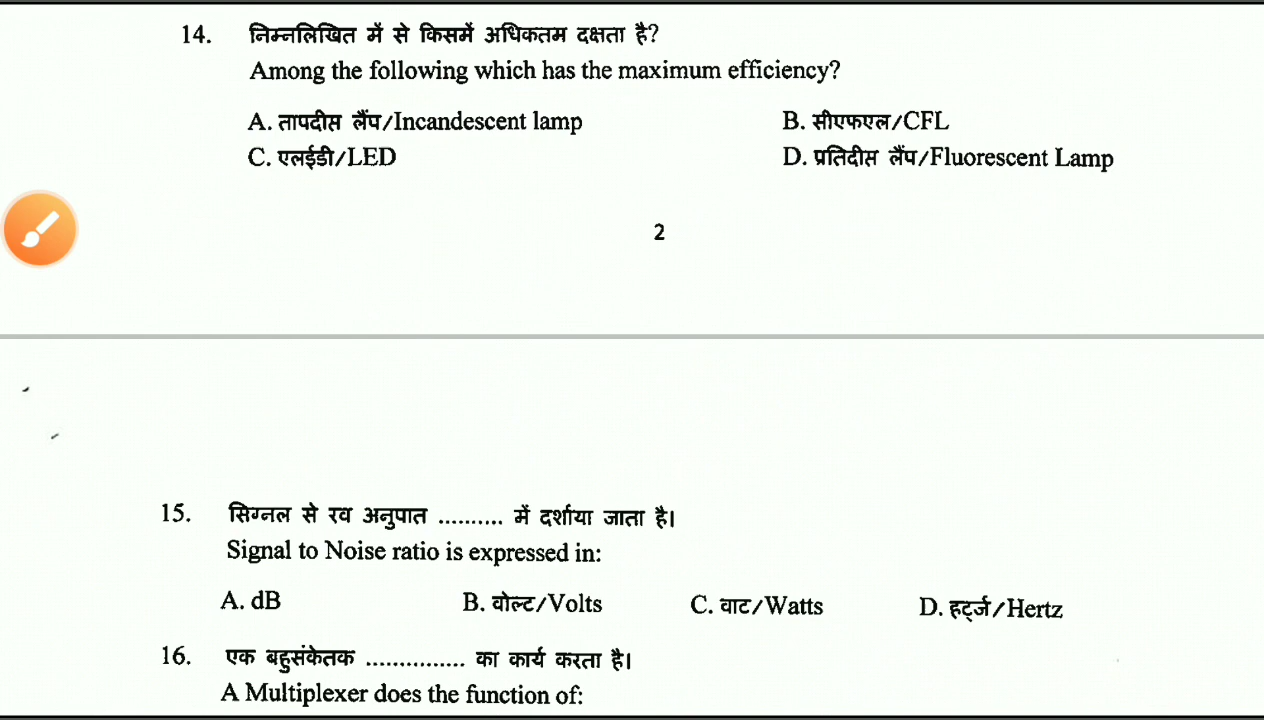 14. निम्नलिखित में से किसमें अधिकतम दक्षता है?
Among the following which has the maximum efficiency?
A. तापदीप्त लैंप/Incandescent lamp B. सीएफएल/CFL
C. एलईडी/LED D. प्रतिदीप्त लैंप/Fluorescent Lamp
2
15. सिग्नल से रव अनुपात .......... में दर्शाया जाता है।
Signal to Noise ratio is expressed in:
A. dB B. वोल्ट/Volts C. वाट/Watts D. हर्ट्ज/Hertz
16. एक बहुसंकेतक ............... का कार्य करता है।
A Multiplexer does the function of: